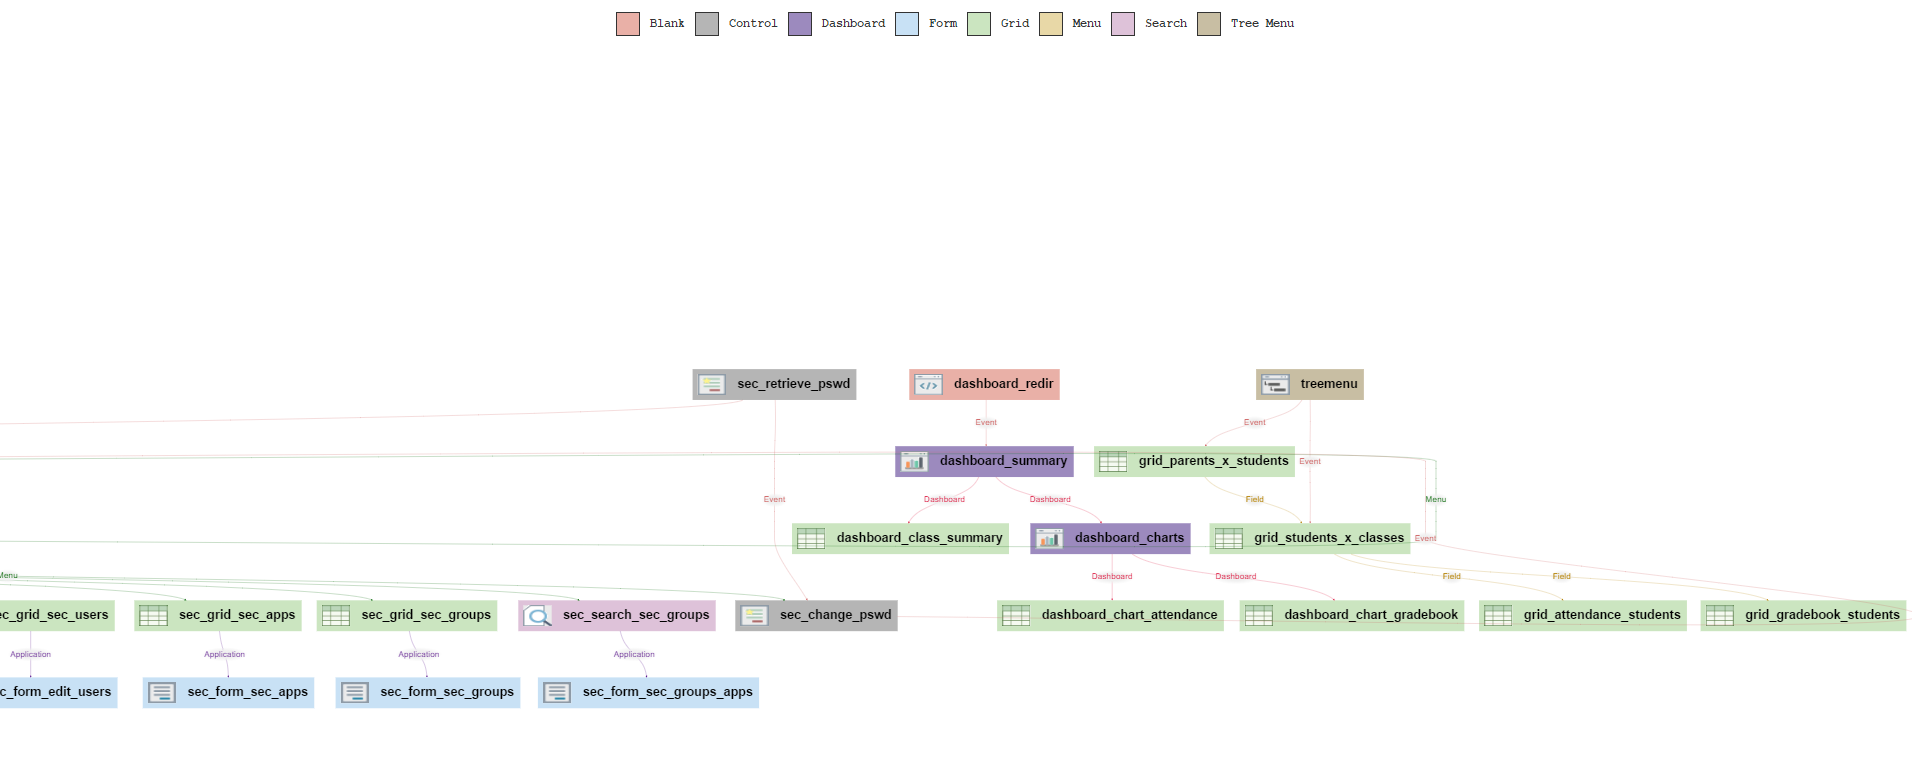 Blank Control Dashboard Form Grid Menu Search Tree Menu
sec_retrieve_pswd dashboard_redir treemenu
Event Event
dashboard_summary grid_parents_x_students Event
Event Dashboard Dashboard Field Menu
dashboard_class_summary dashboard_charts grid_students_x_classes Event
Menu Dashboard Dashboard Field Field
ec_grid_sec_users sec_grid_sec_apps sec_grid_sec_groups sec_search_sec_groups sec_change_pswd dashboard_chart_attendance dashboard_chart_gradebook grid_attendance_students grid_gradebook_students
Application Application Application Application
c_form_edit_users sec_form_sec_apps sec_form_sec_groups sec_form_sec_groups_apps